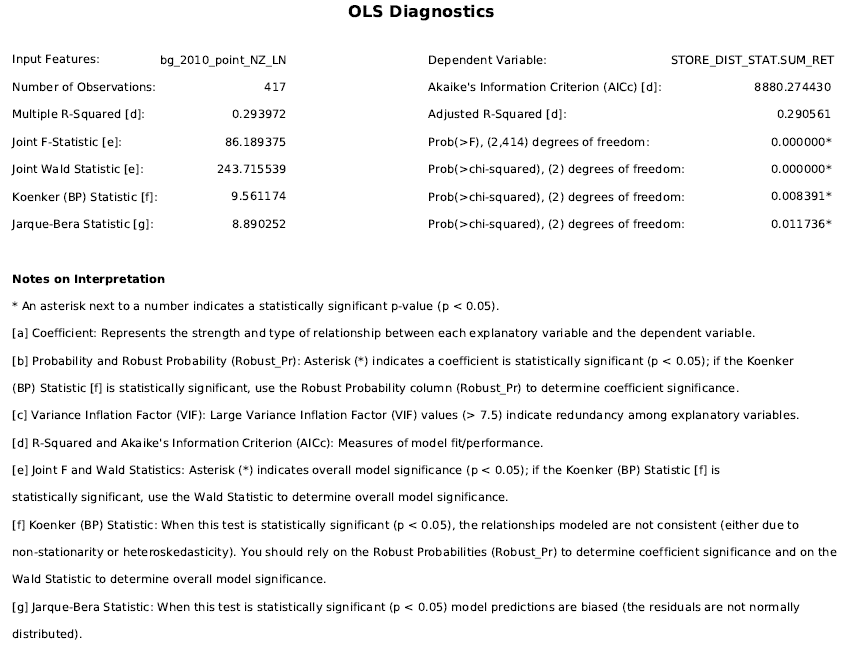 OLS Diagnostics
Input Features: bg_2010_point_NZ_LN Dependent Variable: STORE_DIST_STAT.SUM_RET
Number of Observations: 417 Akaike's Information Criterion (AICc) [d]: 8880.274430
Multiple R-Squared [d]: 0.293972 Adjusted R-Squared [d]: 0.290561
Joint F-Statistic [e]: 86.189375 Prob(>F), (2,414) degrees of freedom: 0.000000*
Joint Wald Statistic [e]: 243.715539 Prob(>chi-squared), (2) degrees of freedom: 0.000000*
Koenker (BP) Statistic [f]: 9.561174 Prob(>chi-squared), (2) degrees of freedom: 0.008391*
Jarque-Bera Statistic [g]: 8.890252 Prob(>chi-squared), (2) degrees of freedom: 0.011736*
Notes on Interpretation
* An asterisk next to a number indicates a statistically significant p-value (p < 0.05).
[a] Coefficient: Represents the strength and type of relationship between each explanatory variable and the dependent variable.
[b] Probability and Robust Probability (Robust_Pr): Asterisk (*) indicates a coefficient is statistically significant (p < 0.05); if the Koenker
(BP) Statistic [f] is statistically significant, use the Robust Probability column (Robust_Pr) to determine coefficient significance.
[c] Variance Inflation Factor (VIF): Large Variance Inflation Factor (VIF) values (> 7.5) indicate redundancy among explanatory variables.
[d] R-Squared and Akaike's Information Criterion (AICc): Measures of model fit/performance.
[e] Joint F and Wald Statistics: Asterisk (*) indicates overall model significance (p < 0.05); if the Koenker (BP) Statistic [f] is
statistically significant, use the Wald Statistic to determine overall model significance.
[f] Koenker (BP) Statistic: When this test is statistically significant (p < 0.05), the relationships modeled are not consistent (either due to
non-stationarity or heteroskedasticity). You should rely on the Robust Probabilities (Robust_Pr) to determine coefficient significance and on the
Wald Statistic to determine overall model significance.
[g] Jarque-Bera Statistic: When this test is statistically significant (p < 0.05) model predictions are biased (the residuals are not normally
distributed).